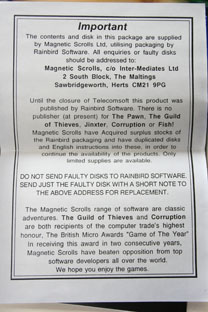 Important
The contents and disk in this package are supplied
by Magnetic Scrolls Ltd, utilising packaging by
Rainbird Software. All enquiries or faulty disks
should be addressed to:
Magnetic Scrolls, c/o Inter-Mediates Ltd
2 South Block, The Maltings
Sawbridgeworth, Herts CM21 9PG
Until the closure of Telecomsoft this product was
published by Rainbird Software. There is no
publisher (at present) for The Pawn, The Guild
of Thieves, Jinxter, Corruption or Fish!
Magnetic Scrolls have Acquired surplus stocks of
the Rainbird packaging and have duplicated disks
and English instructions into these, in order to
continue the availability of the products. Only
limited supplies are available.
DO NOT SEND FAULTY DISKS TO RAINBIRD SOFTWARE.
SEND JUST THE FAULTY DISK WITH A SHORT NOTE TO
THE ABOVE ADDRESS FOR REPLACEMENT.
The Magnetic Scrolls range of software are classic
adventures. The Guild of Thieves and Corruption
are both recipients of the computer trade's highest
honour, The British Micro Awards "Game of The Year"
In receiving this award in two consecutive years,
Magnetic Scrolls have beaten opposition from top
software developers all over the world.
We hope you enjoy the games.